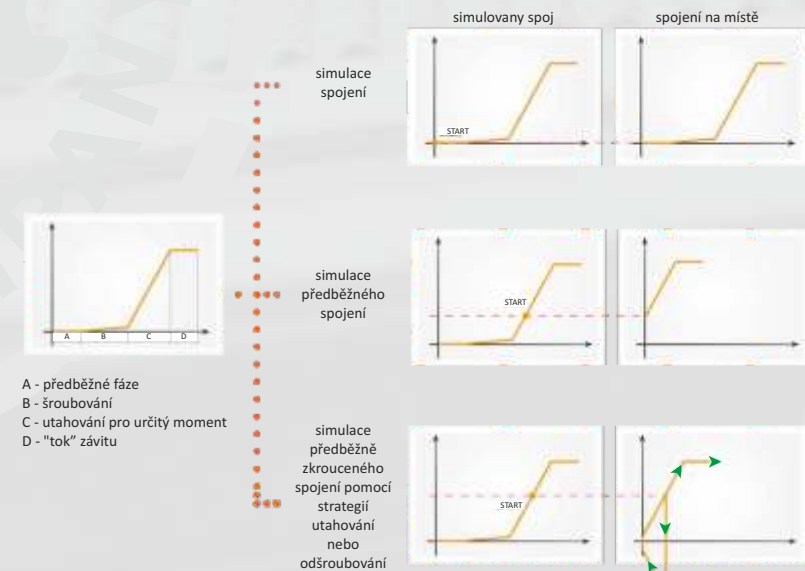 simulovany spoj
spojení na místě
simulace
spojení
START
simulace
předběžného
spojení
START
A B C D
A - předběžné fáze
B - šroubování
C - utahování pro určitý moment
D - "tok” závitu
simulace
předběžně
zkrouceného
spojení pomocí
strategií
utahování
nebo
odšroubování
START